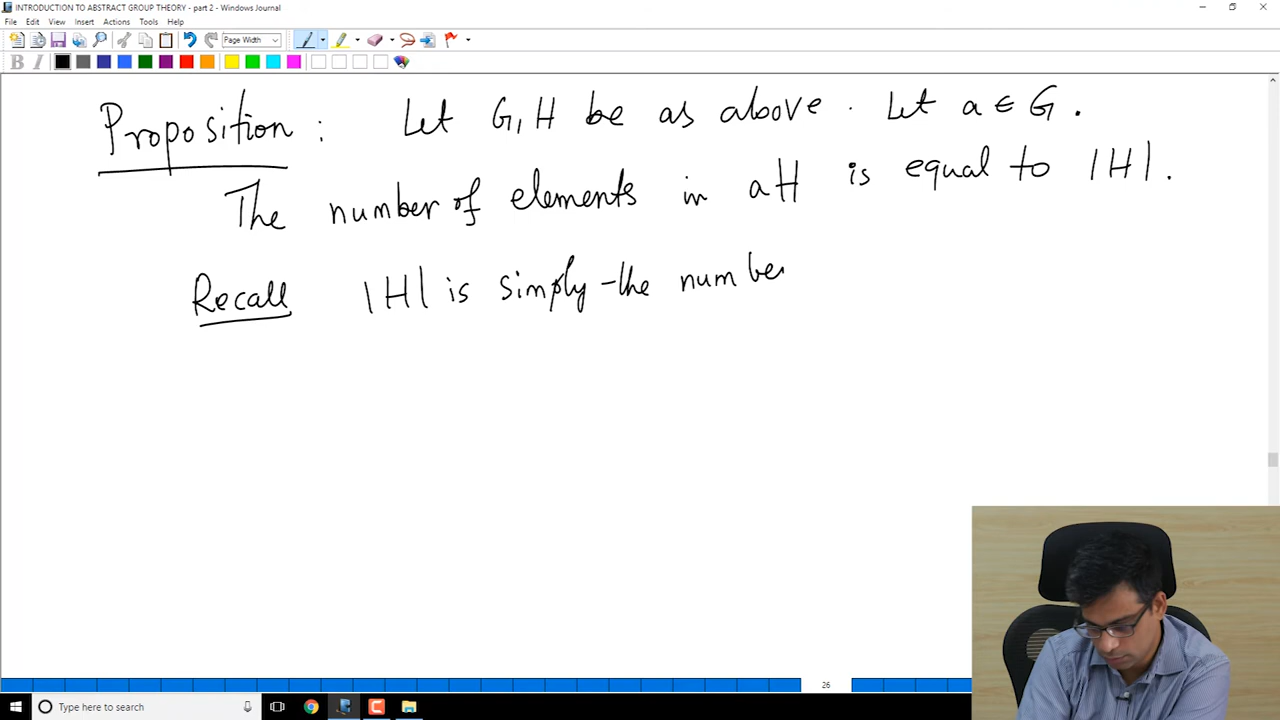 INTRODUCTION TO ABSTRACT GROUP THEORY - part 2 - Windows Journal
File Edit View Insert Actions Tools Help
Page Width
B I
Proposition : Let G, H be as above. Let a ∈ G.
The number of elements in aH is equal to |H|.
Recall |H| is simply the number
26
Type here to search